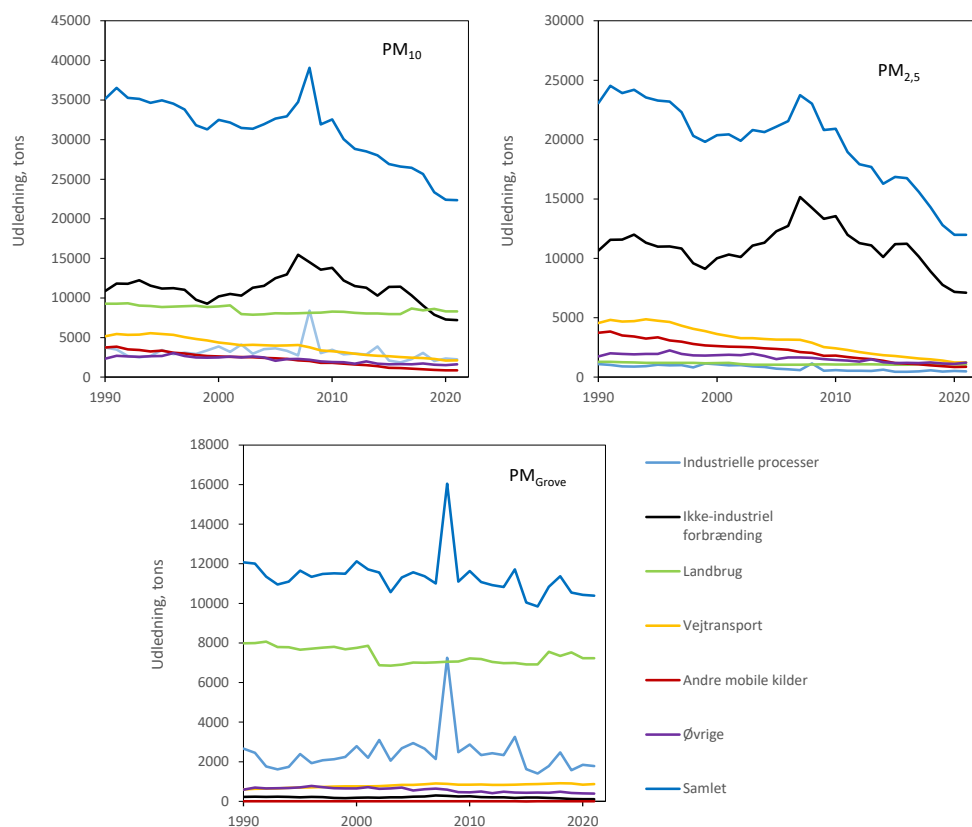 PM10
45000
40000
35000
30000
25000
20000
15000
10000
5000
0
Udledning, tons
1990
2000
2010
2020
PM2,5
30000
25000
20000
15000
10000
5000
0
Udledning, tons
1990
2000
2010
2020
PMGrove
18000
16000
14000
12000
10000
8000
6000
4000
2000
0
Udledning, tons
1990
2000
2010
2020
Industrielle processer
Ikke-industriel
forbrænding
Landbrug
Vejtransport
Andre mobile kilder
Øvrige
Samlet